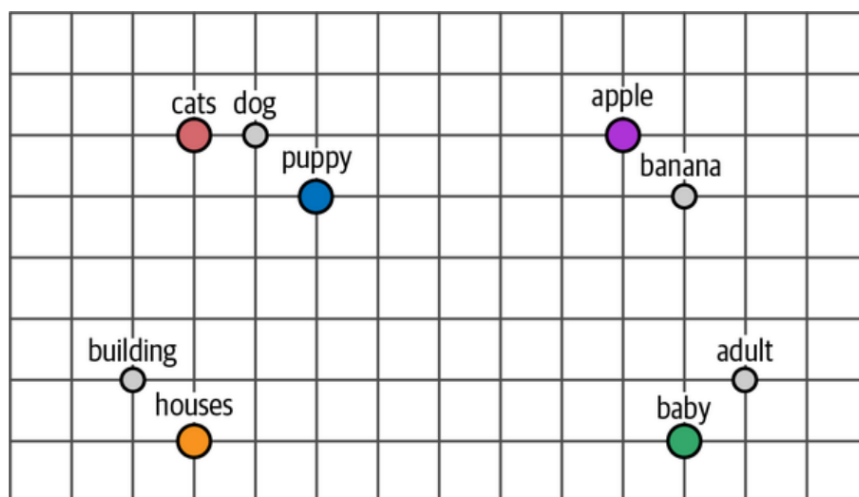 cats dog
apple
puppy
banana
building
adult
houses
baby